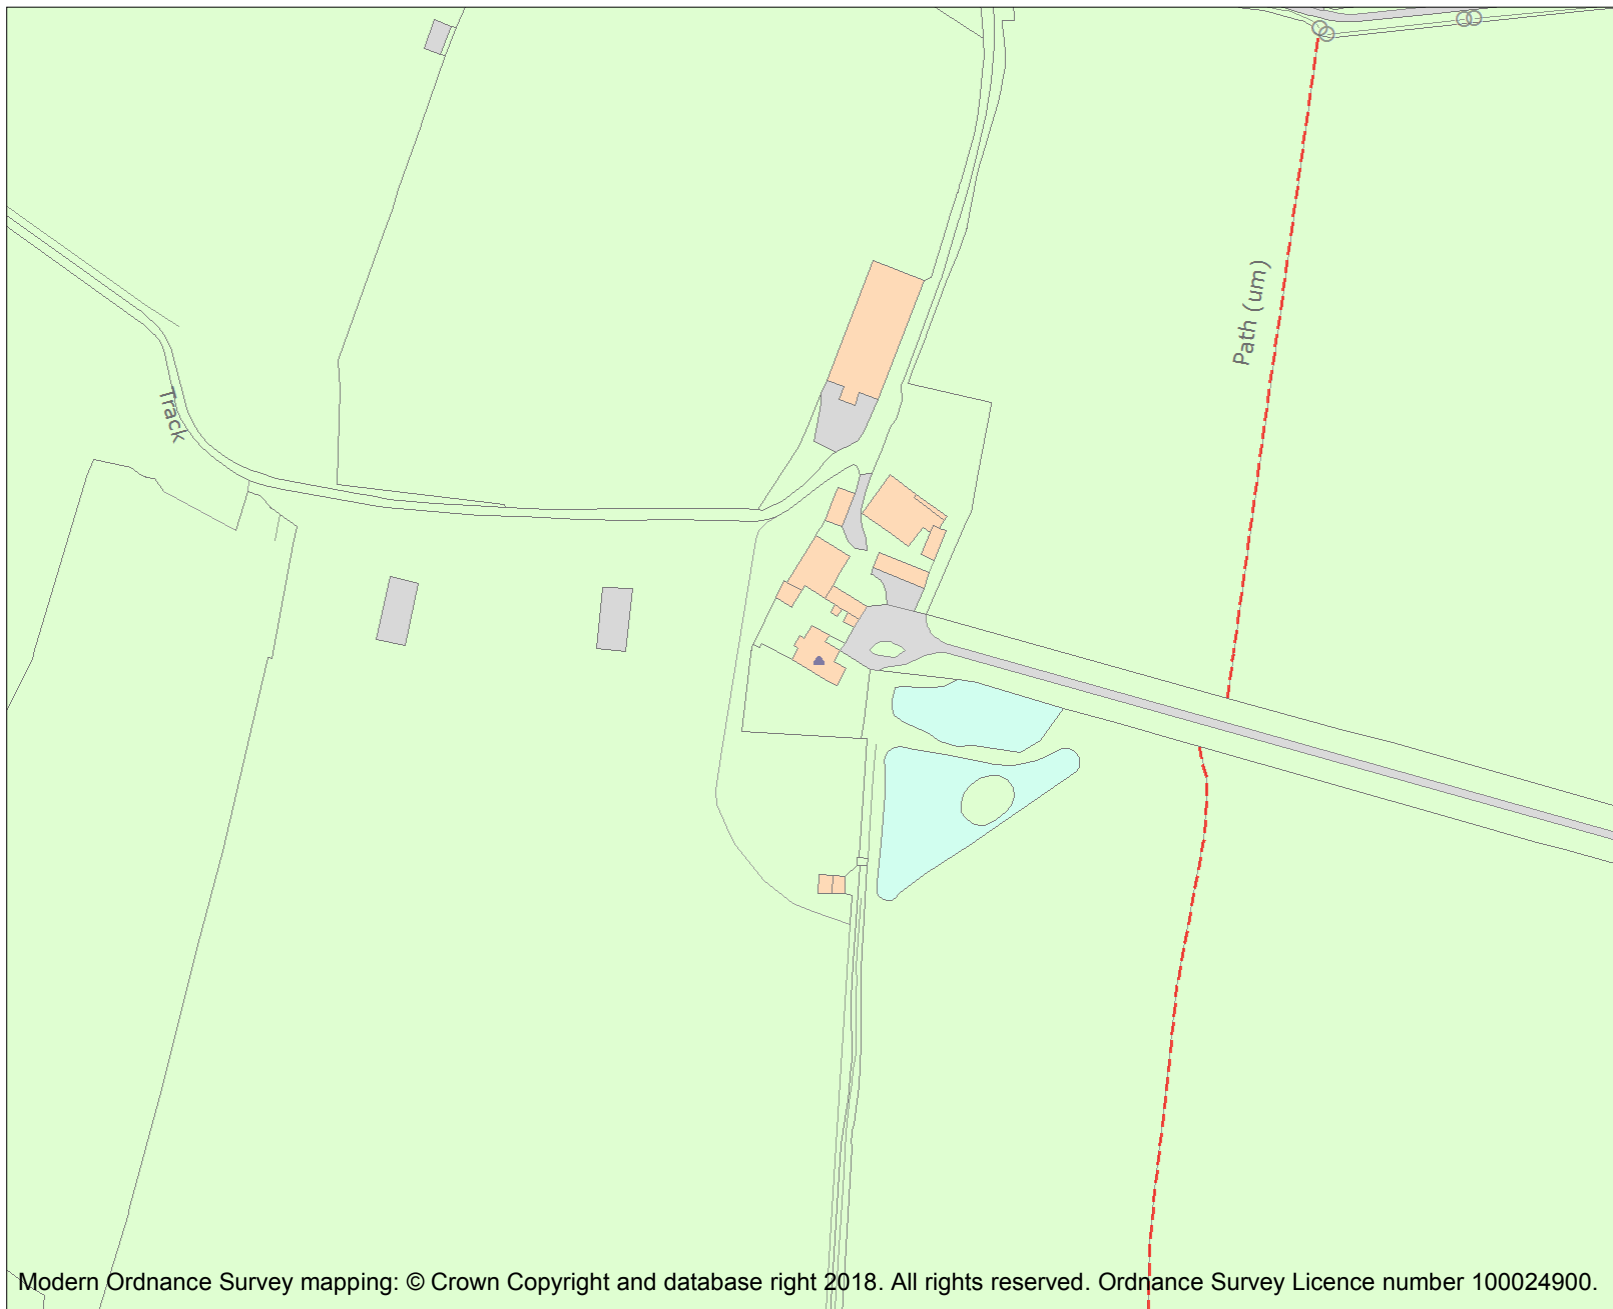 Path (um)
Track
Modern Ordnance Survey mapping: © Crown Copyright and database right 2018. All rights reserved. Ordnance Survey Licence number 100024900.